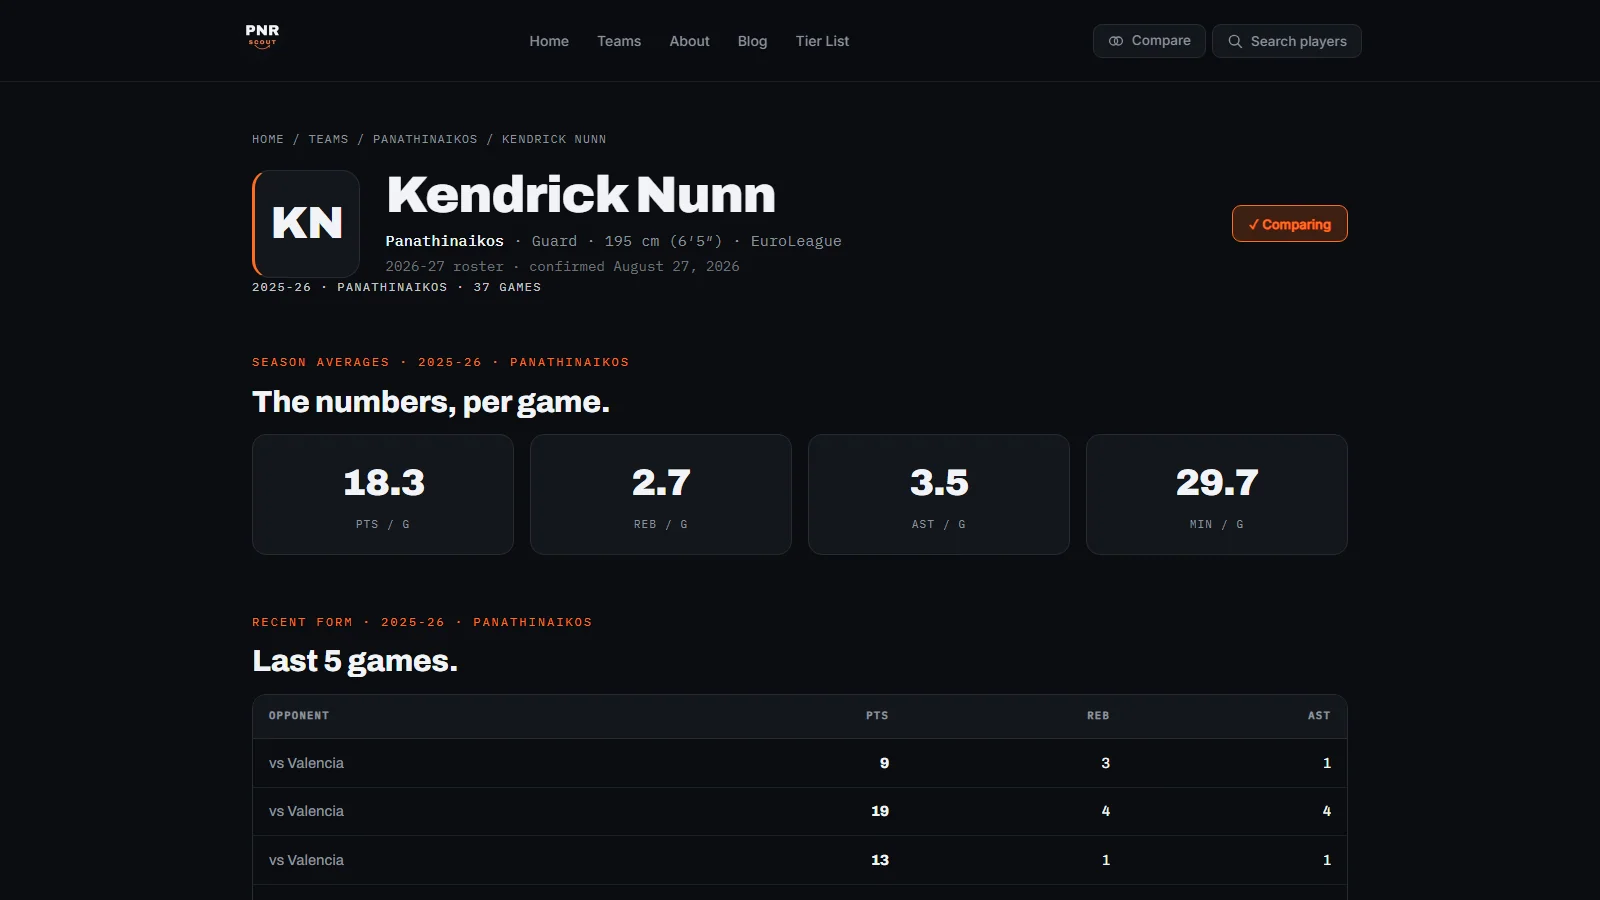 PNR
SCOUT
Home
Teams
About
Blog
Tier List
Compare
Search players
HOME / TEAMS / PANATHINAIKOS / KENDRICK NUNN
KN
Kendrick Nunn
Panathinaikos · Guard · 195 cm (6′5″) · EuroLeague
2026-27 roster · confirmed August 27, 2026
✓ Comparing
2025-26 · PANATHINAIKOS · 37 GAMES
SEASON AVERAGES · 2025-26 · PANATHINAIKOS
The numbers, per game.
18.3
PTS / G
2.7
REB / G
3.5
AST / G
29.7
MIN / G
RECENT FORM · 2025-26 · PANATHINAIKOS
Last 5 games.
OPPONENT PTS REB AST
vs Valencia 9 3 1
vs Valencia 19 4 4
vs Valencia 13 1 1